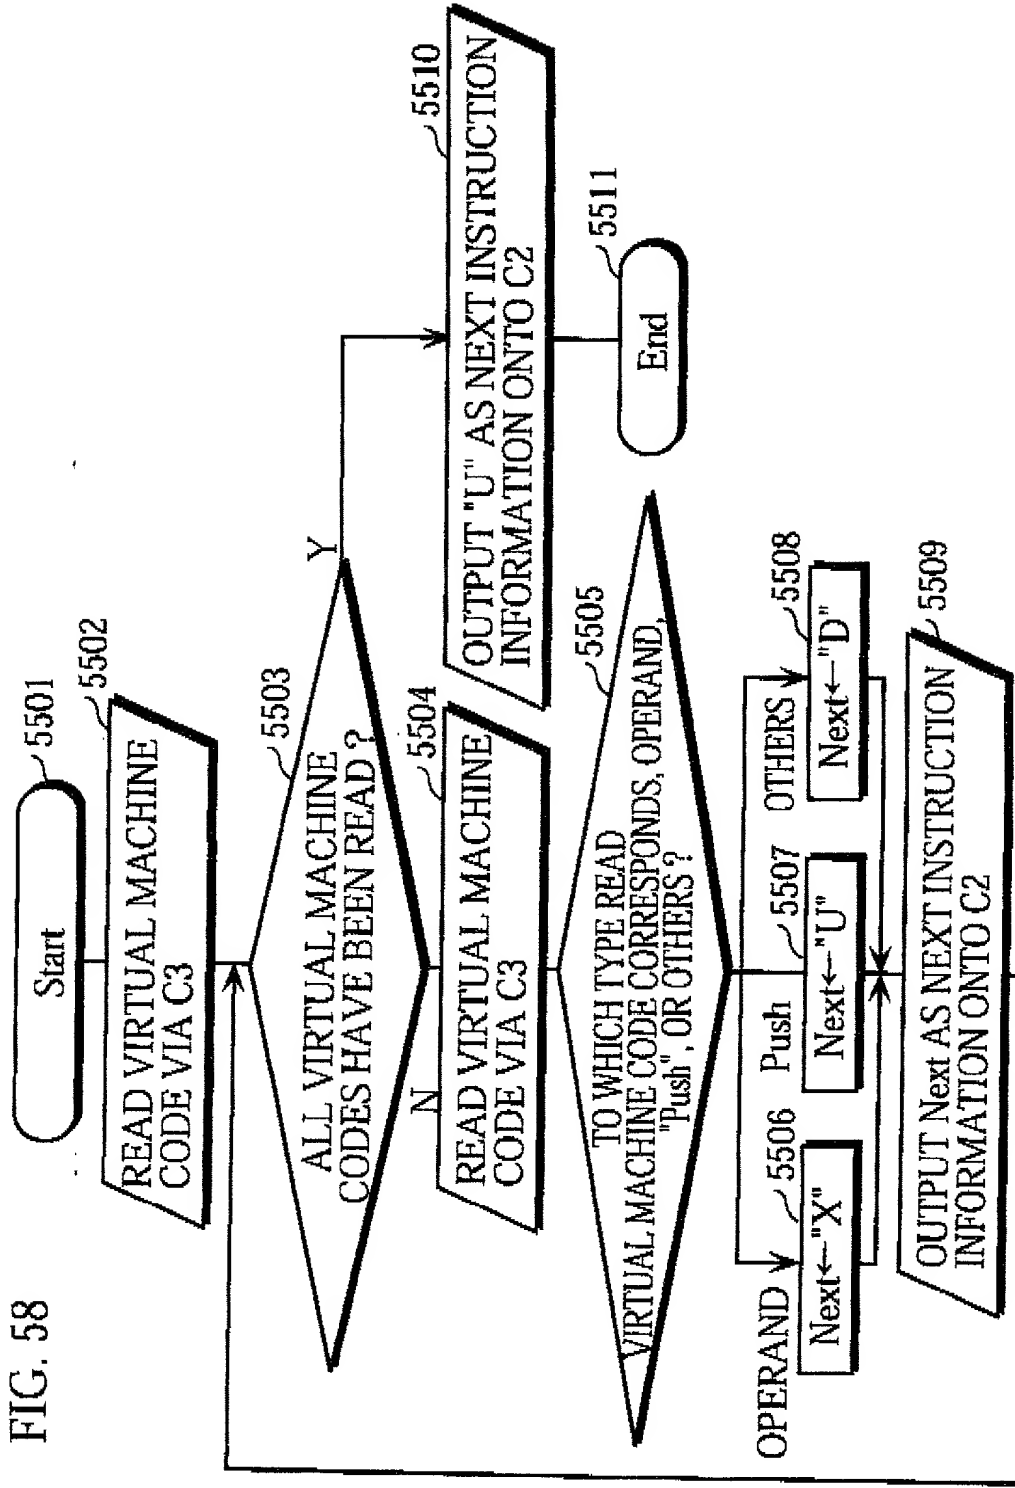 FIG. 58
Start
5501
READ VIRTUAL MACHINE
CODE VIA C3
5502
ALL VIRTUAL MACHINE
CODES HAVE BEEN READ?
5503
Y
N
READ VIRTUAL MACHINE
CODE VIA C3
5504
OUTPUT "U" AS NEXT INSTRUCTION
INFORMATION ONTO C2
5510
End
5511
TO WHICH TYPE READ
VIRTUAL MACHINE CODE CORRESPONDS, OPERAND,
"Push", OR OTHERS?
5505
OPERAND
Next←"X"
5506
Push
Next←"U"
5507
OTHERS
Next←"D"
5508
OUTPUT Next AS NEXT INSTRUCTION
INFORMATION ONTO C2
5509